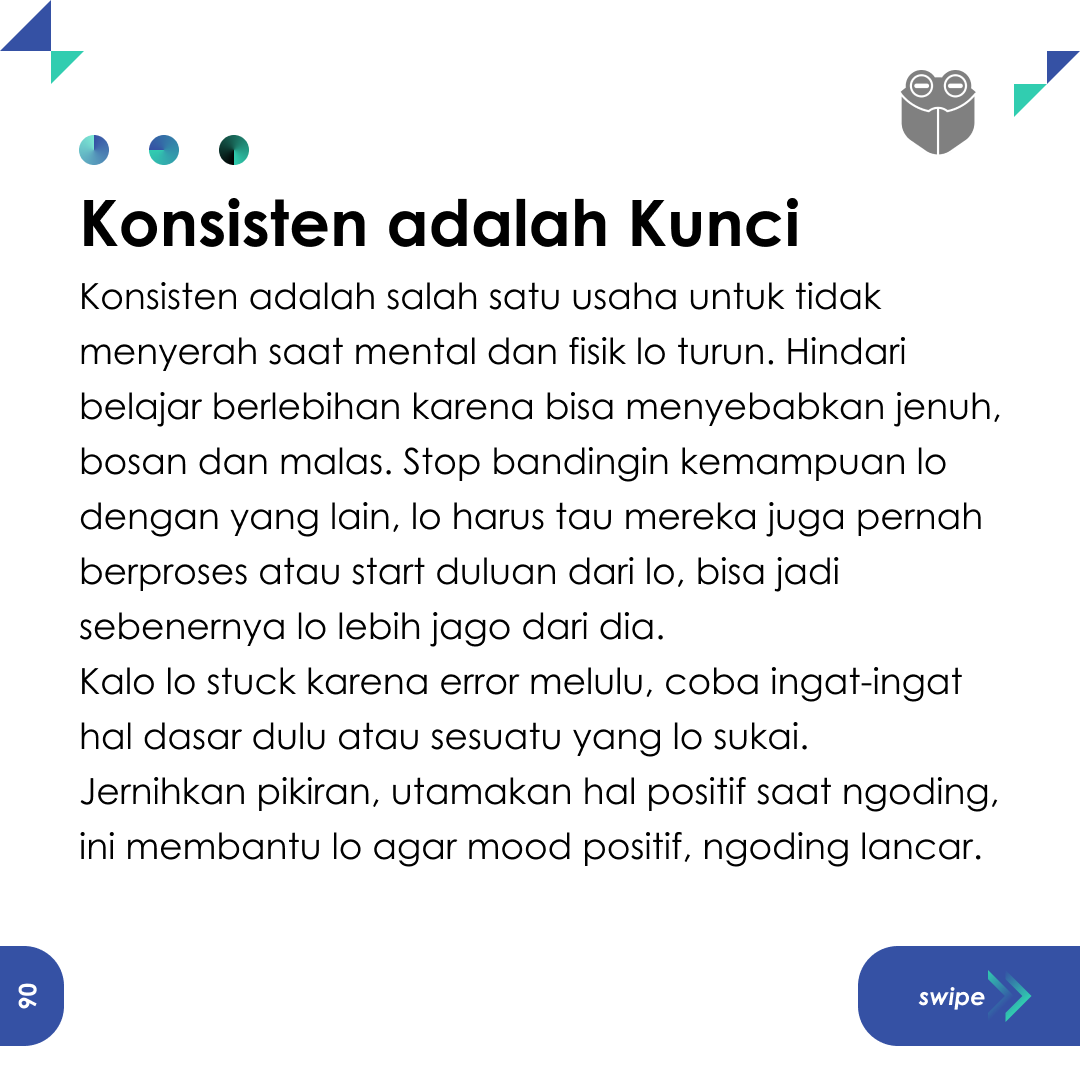 Konsisten adalah Kunci
Konsisten adalah salah satu usaha untuk tidak
menyerah saat mental dan fisik lo turun. Hindari
belajar berlebihan karena bisa menyebabkan jenuh,
bosan dan malas. Stop bandingin kemampuan lo
dengan yang lain, lo harus tau mereka juga pernah
berproses atau start duluan dari lo, bisa jadi
sebenernya lo lebih jago dari dia.
Kalo lo stuck karena error melulu, coba ingat-ingat
hal dasar dulu atau sesuatu yang lo sukai.
Jernihkan pikiran, utamakan hal positif saat ngoding,
ini membantu lo agar mood positif, ngoding lancar.
06
swipe